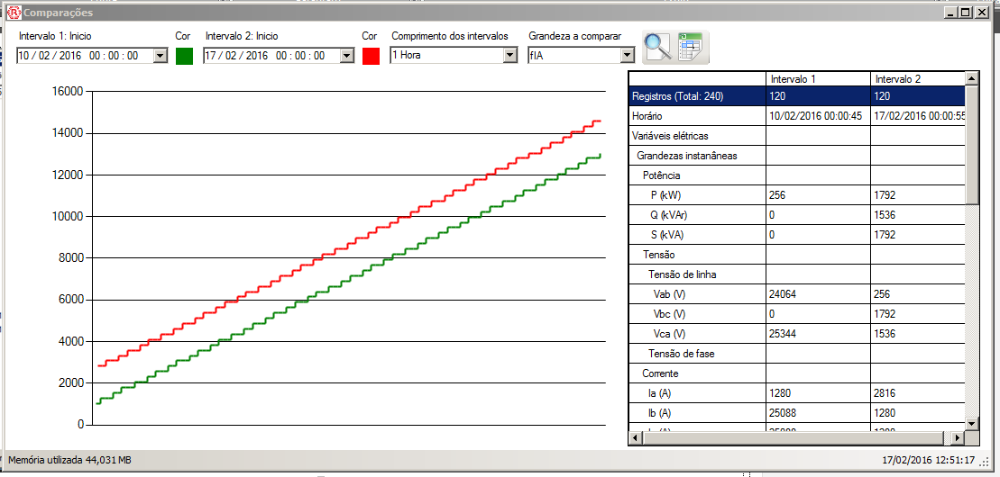 Comparações
Intervalo 1: Inicio
Cor
Intervalo 2: Inicio
Cor
Comprimento dos intervalos
Grandeza a comparar
10 / 02 / 2016 00 : 00 : 00
17 / 02 / 2016 00 : 00 : 00
1 Hora
fIA
16000
14000
12000
10000
8000
6000
4000
2000
0
Intervalo 1 Intervalo 2
Registros (Total: 240) 120 120
Horário 10/02/2016 00:00:45 17/02/2016 00:00:55
Variáveis elétricas
Grandezas instantâneas
Potência
P (kW) 256 1792
Q (kVAr) 0 1536
S (kVA) 0 1792
Tensão
Tensão de linha
Vab (V) 24064 256
Vbc (V) 0 1792
Vca (V) 25344 1536
Tensão de fase
Corrente
Ia (A) 1280 2816
Ib (A) 25088 1280
Memória utilizada 44,031 MB
17/02/2016 12:51:17